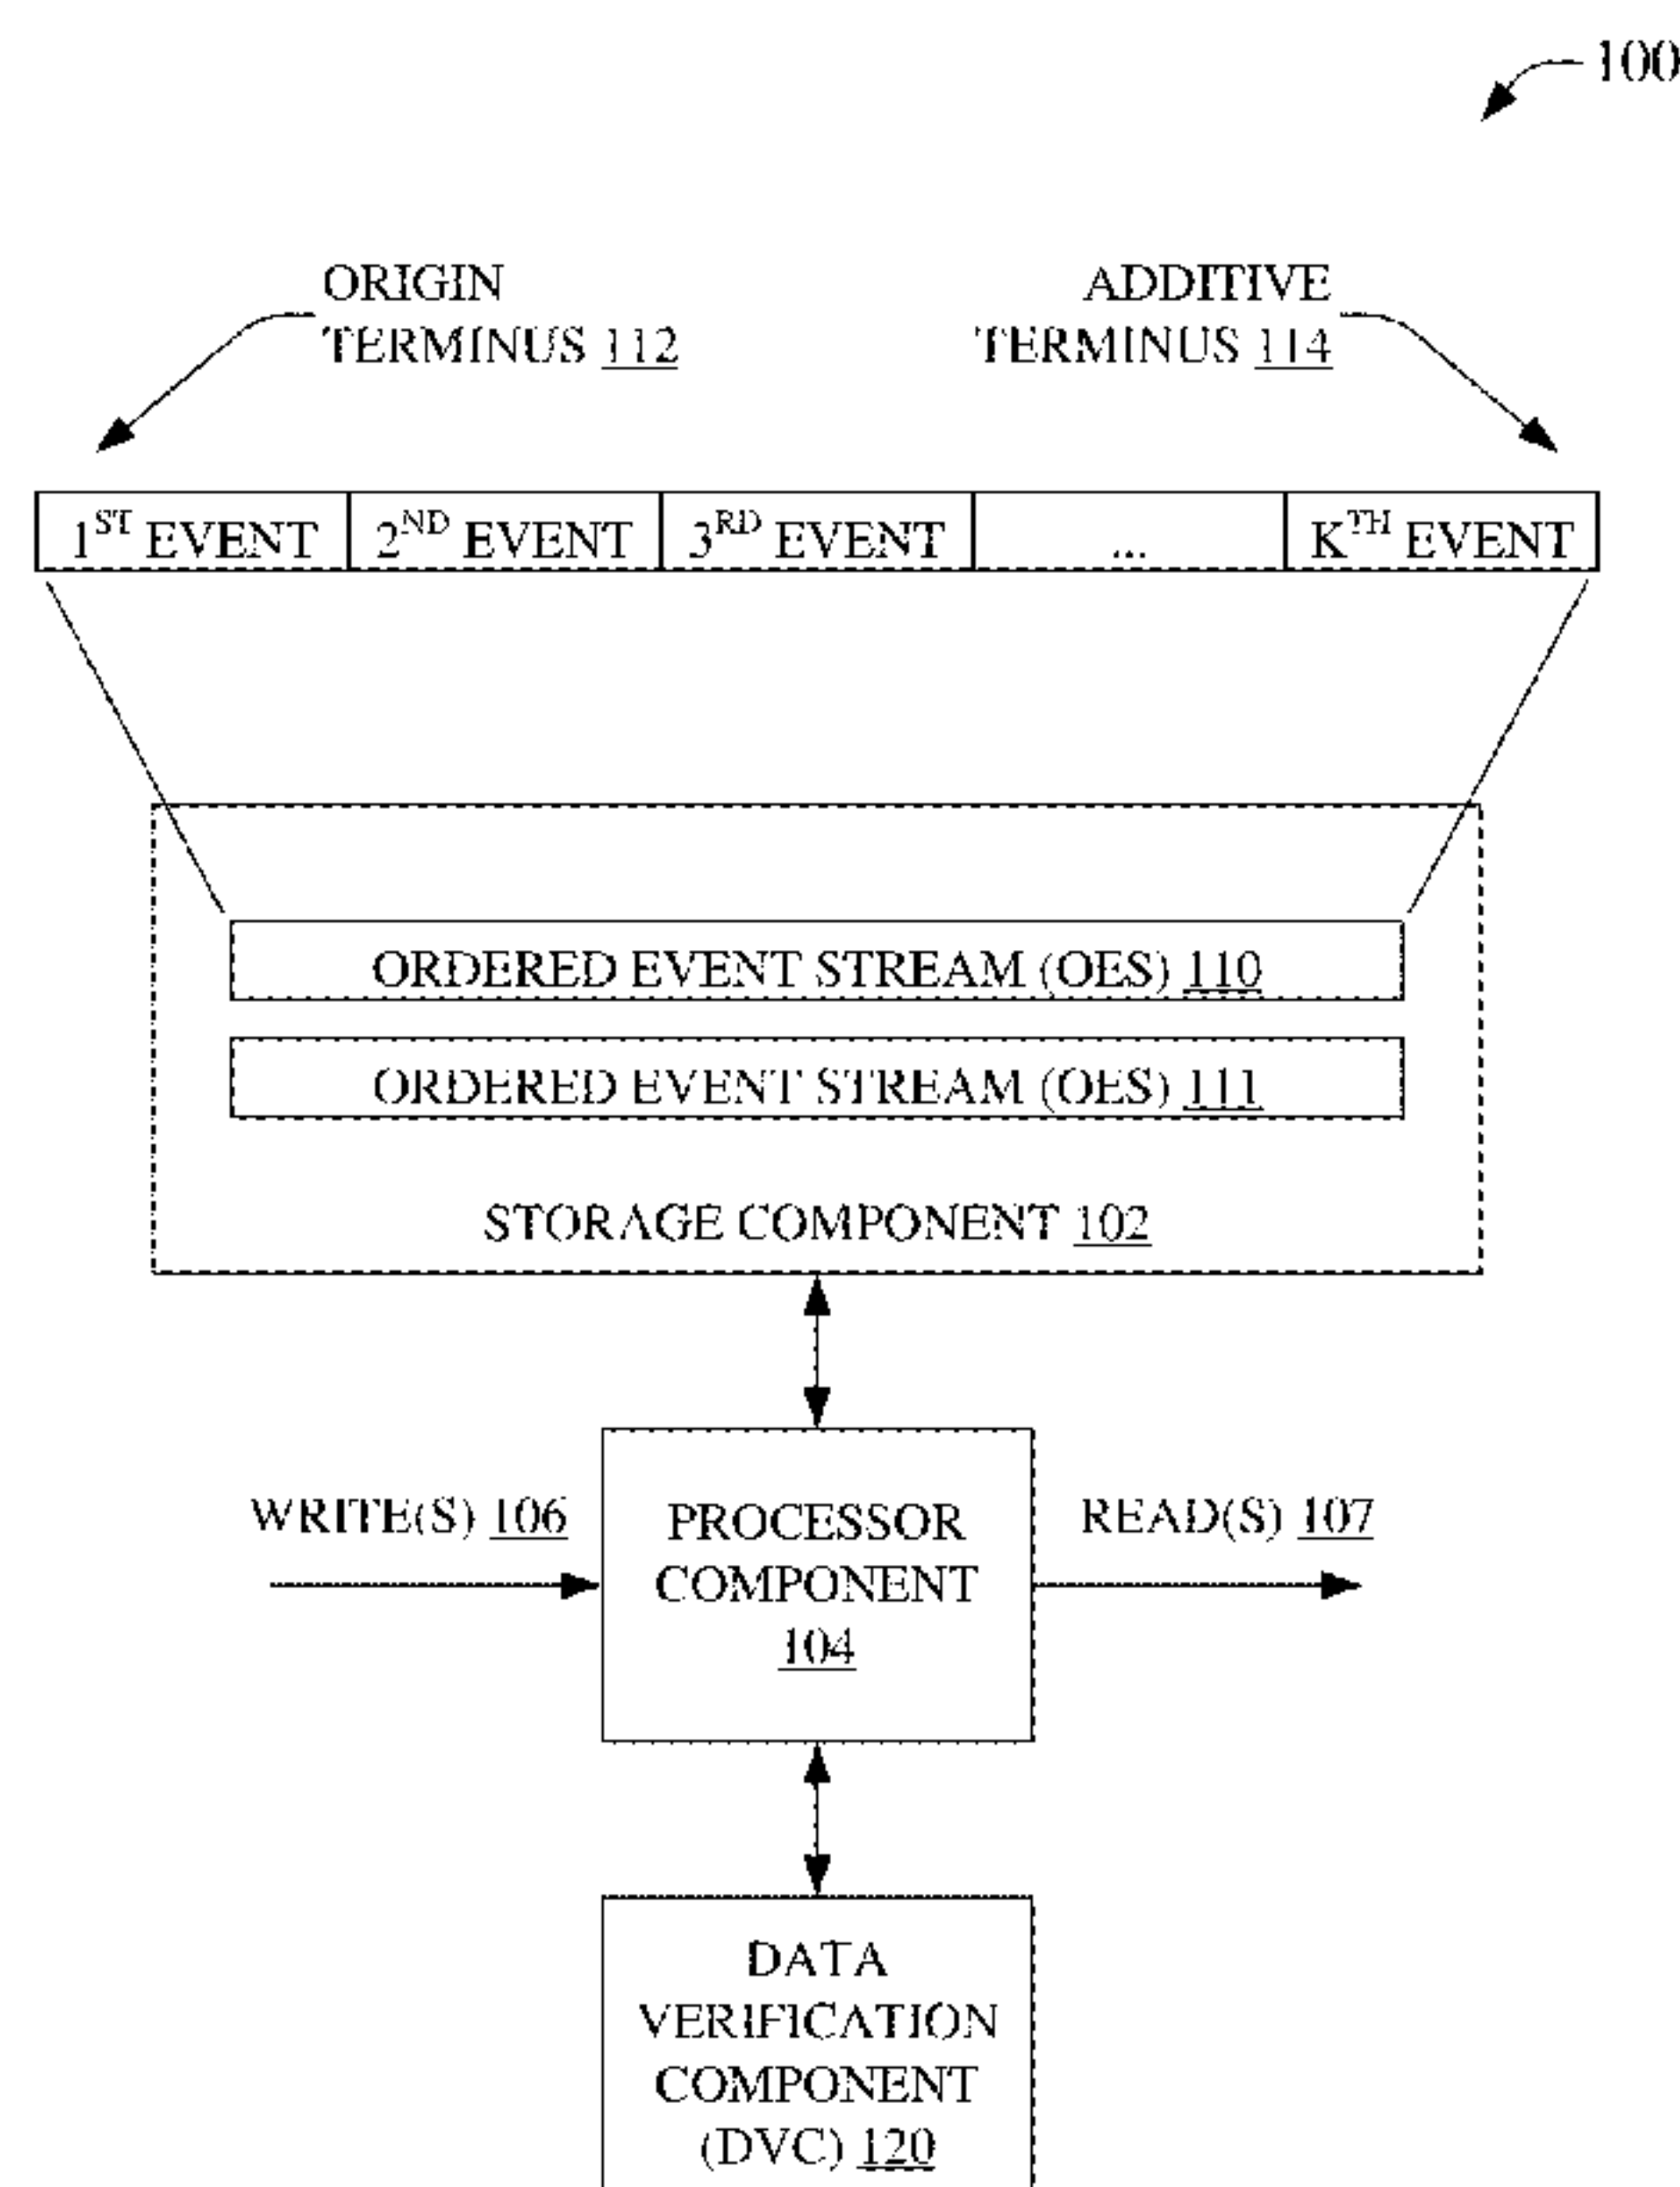 100
ORIGIN
TERMINUS 112
ADDITIVE
TERMINUS 114
1ST EVENT
2ND EVENT
3RD EVENT
...
KTH EVENT
ORDERED EVENT STREAM (OES) 110
ORDERED EVENT STREAM (OES) 111
STORAGE COMPONENT 102
WRITE(S) 106
PROCESSOR
COMPONENT
104
READ(S) 107
DATA
VERIFICATION
COMPONENT
(DVC) 120